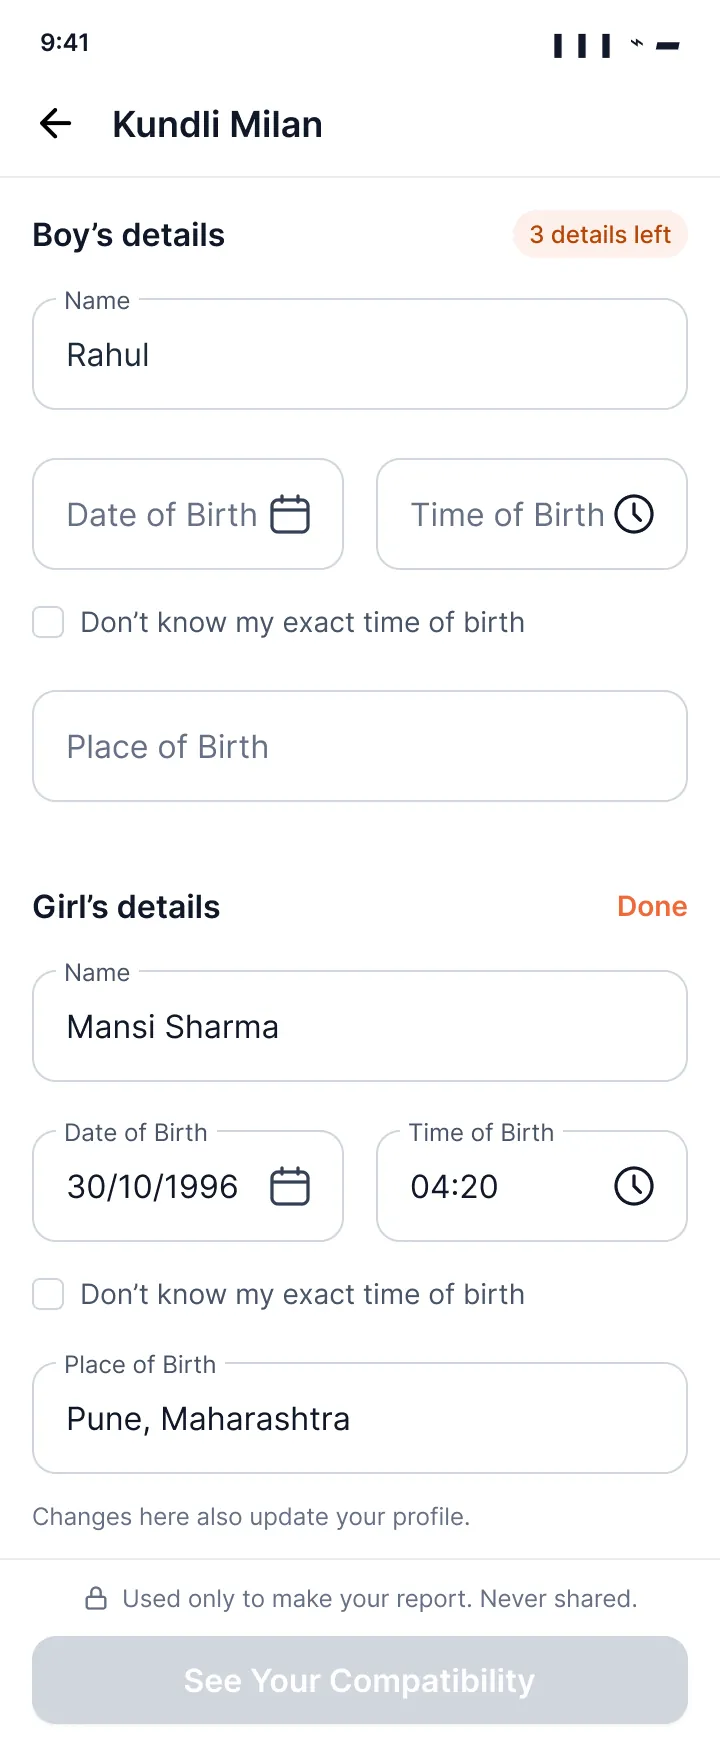 9:41
Kundli Milan
Boy’s details
3 details left
Name
Rahul
Date of Birth
Time of Birth
Don’t know my exact time of birth
Place of Birth
Girl’s details
Done
Name
Mansi Sharma
Date of Birth
Time of Birth
30/10/1996
04:20
Don’t know my exact time of birth
Place of Birth
Pune, Maharashtra
Changes here also update your profile.
Used only to make your report. Never shared.
See Your Compatibility